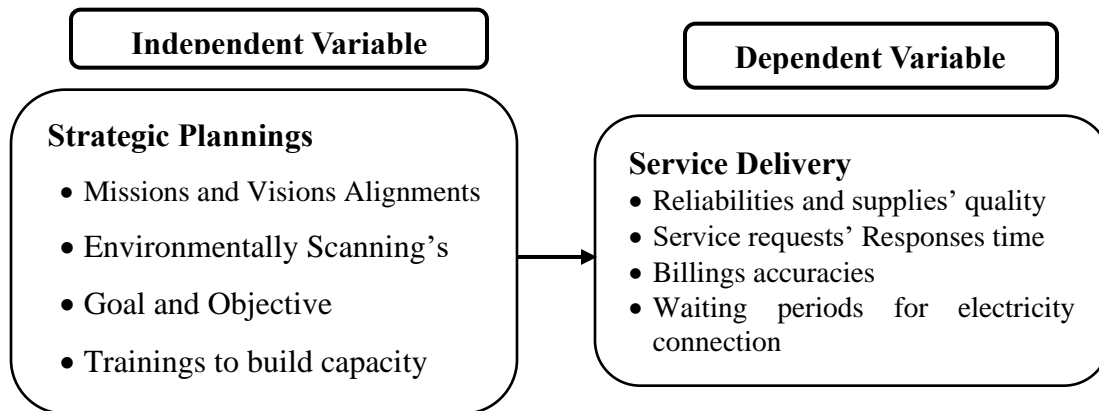 Independent Variable
Dependent Variable
Strategic Plannings
• Missions and Visions Alignments
• Environmentally Scanning’s
• Goal and Objective
• Trainings to build capacity
Service Delivery
• Reliabilities and supplies’ quality
• Service requests’ Responses time
• Billings accuracies
• Waiting periods for electricity
connection